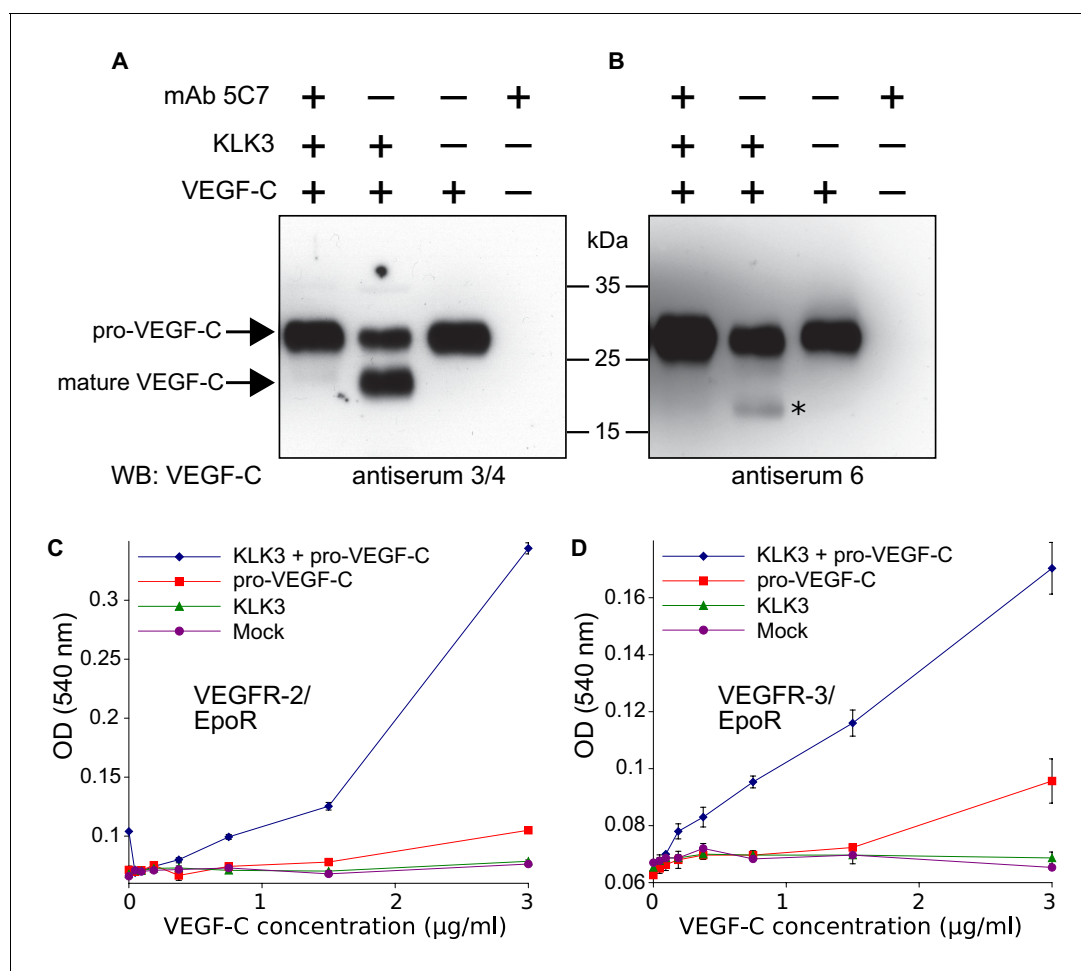 A
B
mAb 5C7 + − − + + − − +
KLK3 + + − − + + − −
VEGF-C + + + − + + + −
kDa
35
pro-VEGF-C
25
mature VEGF-C
*
15
WB: VEGF-C antiserum 3/4 antiserum 6
C
KLK3 + pro-VEGF-C
pro-VEGF-C
KLK3
Mock
VEGFR-2/
EpoR
OD (540 nm)
0.3
0.25
0.2
0.15
0.1
0 1 2 3
VEGF-C concentration (µg/ml)
D
KLK3 + pro-VEGF-C
pro-VEGF-C
KLK3
Mock
VEGFR-3/
EpoR
OD (540 nm)
0.16
0.14
0.12
0.1
0.08
0.06
0 1 2 3
VEGF-C concentration (µg/ml)